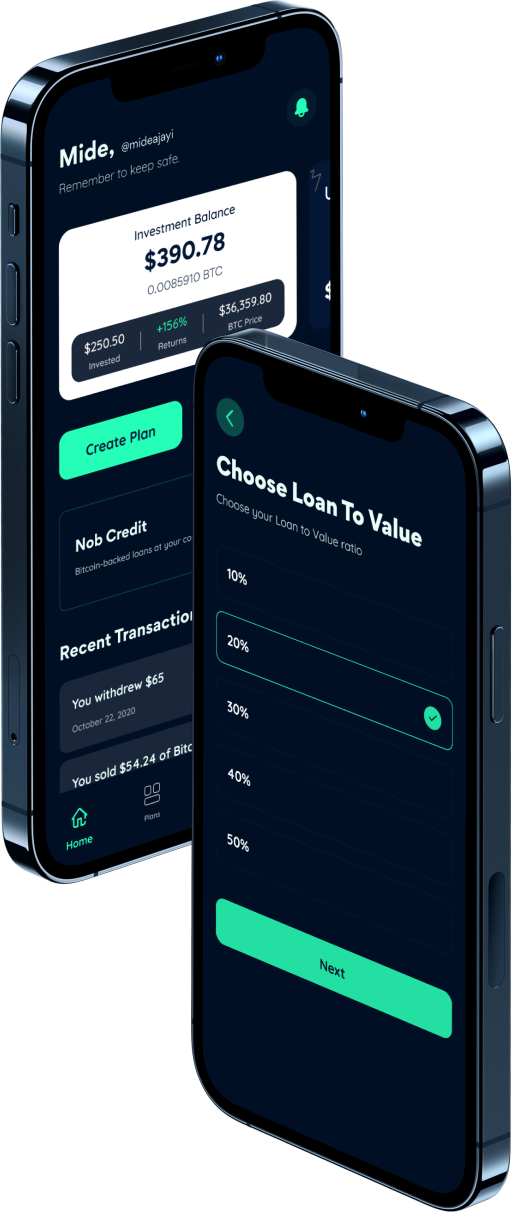 Mide, @mideajayi
Remember to keep safe.
Investment Balance
$390.78
0.0085910 BTC
$250.50
Invested
+156%
Returns
$36,359.80
BTC Price
$
Create Plan
Nob Credit
Bitcoin-backed loans at your co
Recent Transaction
You withdrew $65
October 22, 2020
You sold $54.24 of Bitc
Home
Plans
Choose Loan To Value
Choose your Loan to Value ratio
10%
20%
30%
40%
50%
Next